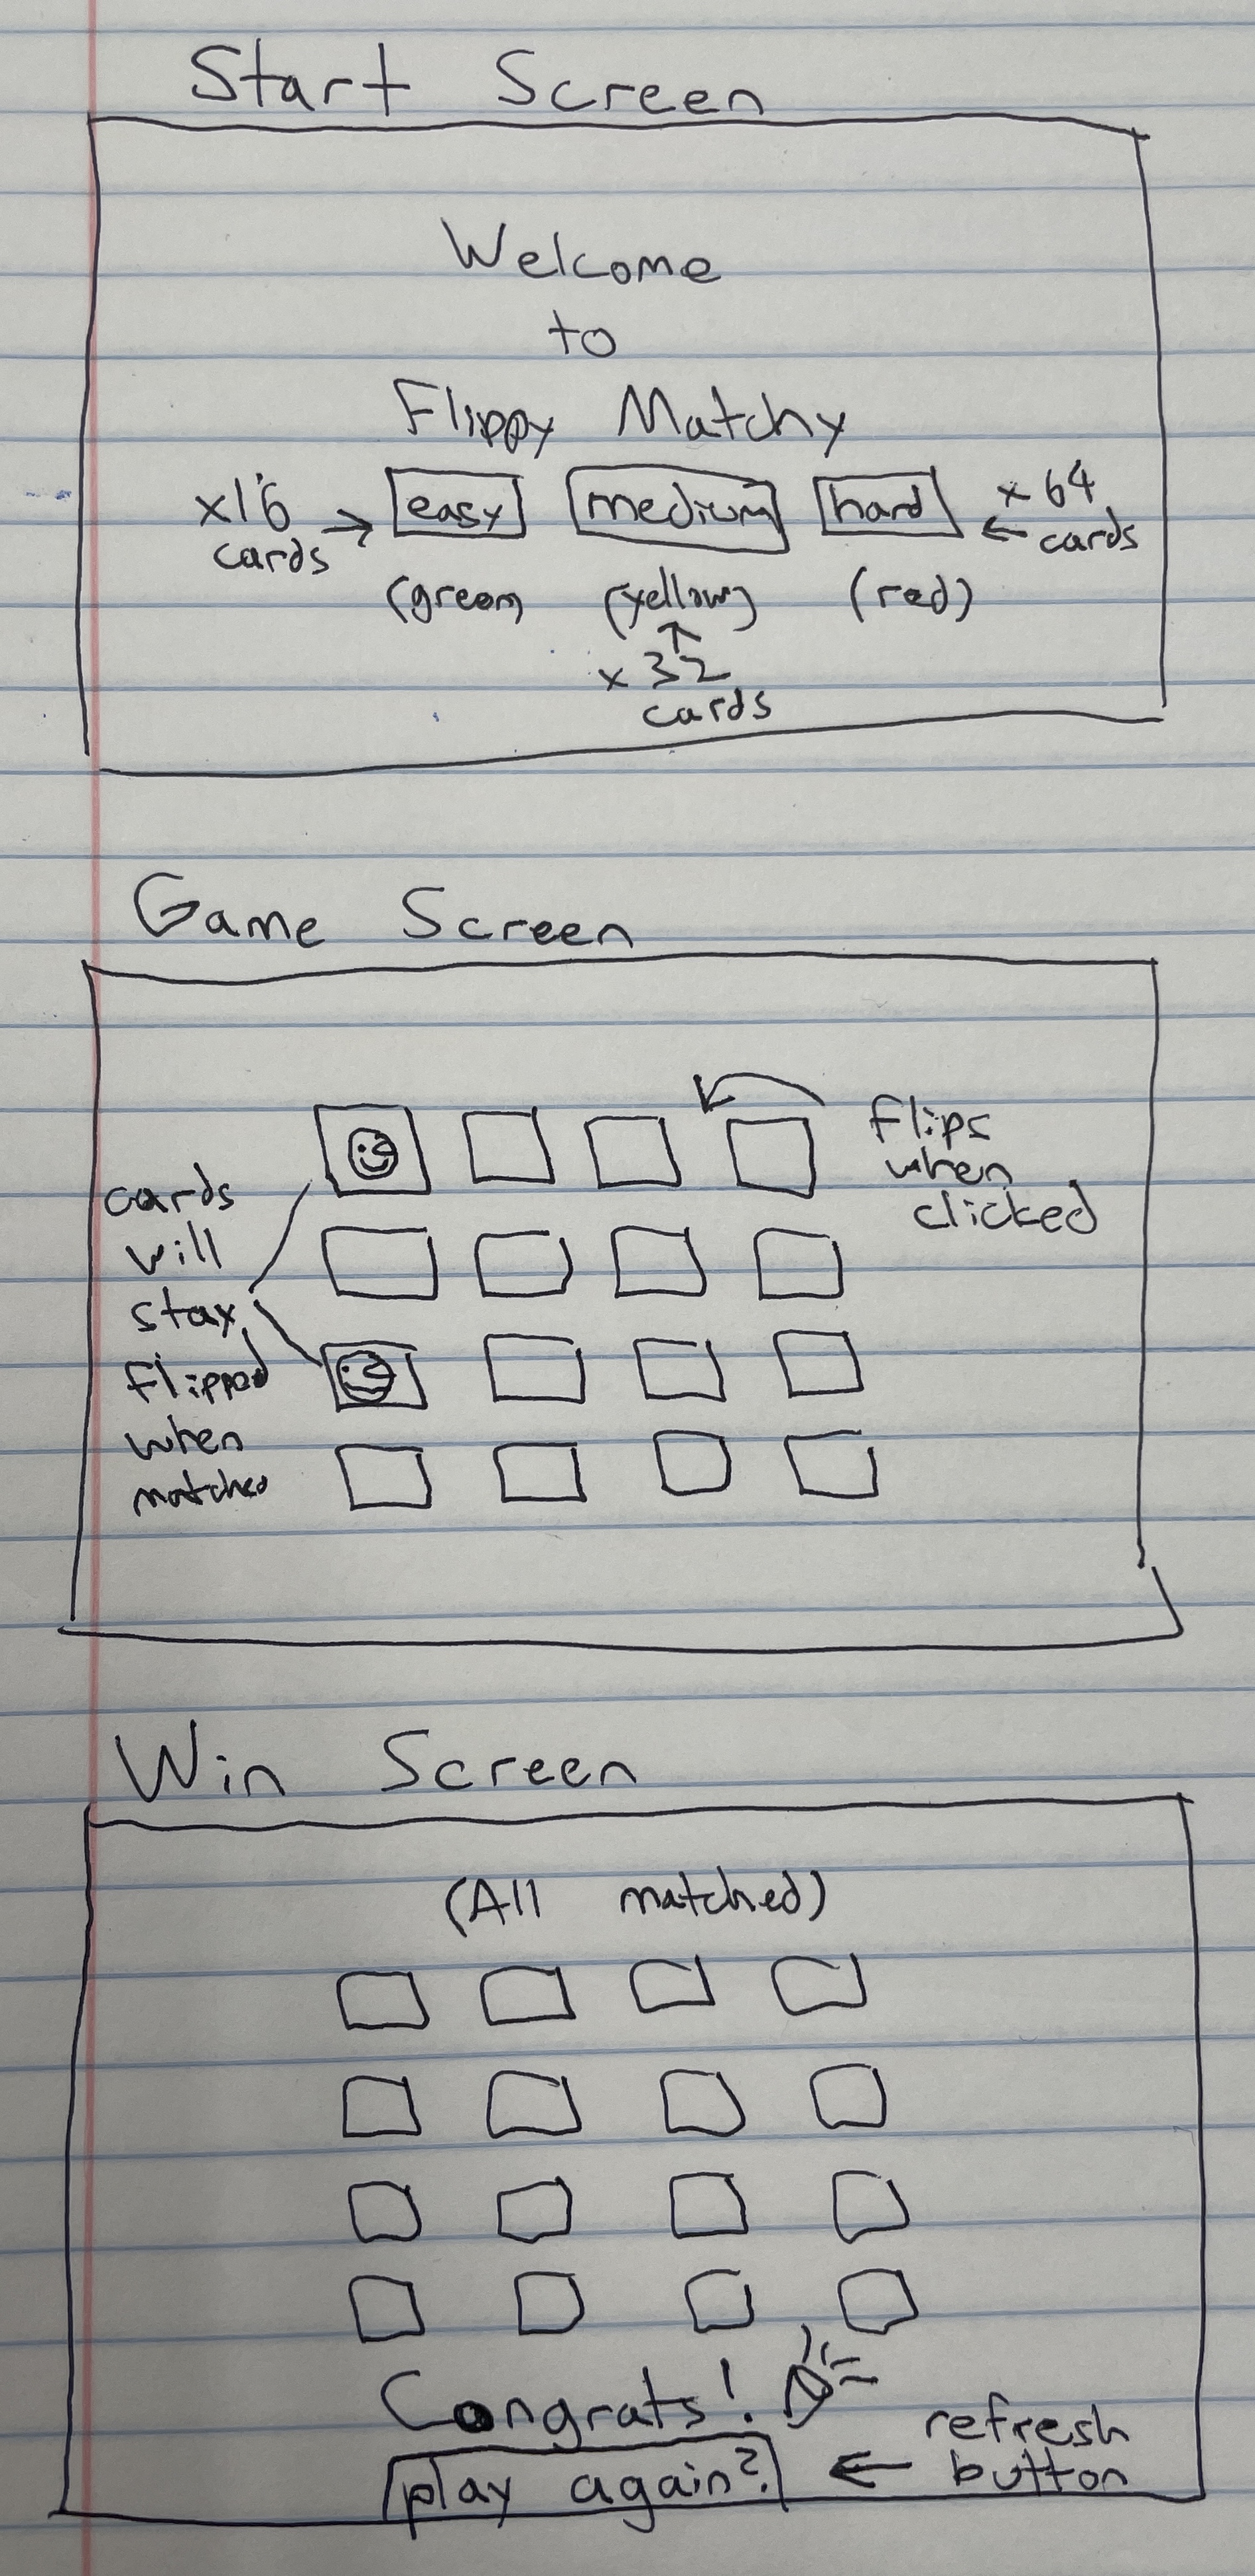 Start Screen
Welcome
to
Flippy Matchy
x16 cards → easy medium hard ← x64 cards
(green) (yellow) (red)
x32
cards
Game Screen
flips
when
clicked
cards
will
stay
flipped
when
matched
Win Screen
(All matched)
Congrats!
play again? ← refresh button